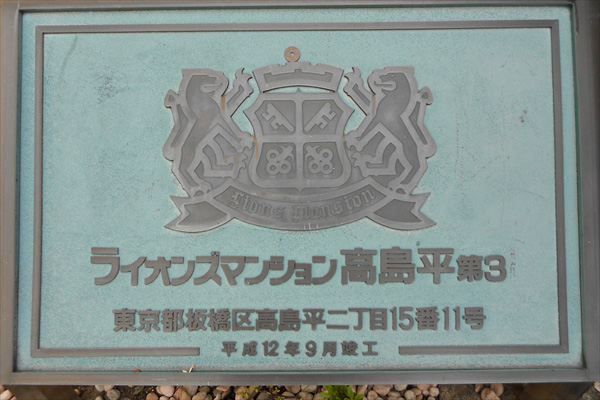 Lions Mansion
ライオンズマンション高島平第3
東京都板橋区高島平二丁目15番11号
平成12年9月竣工